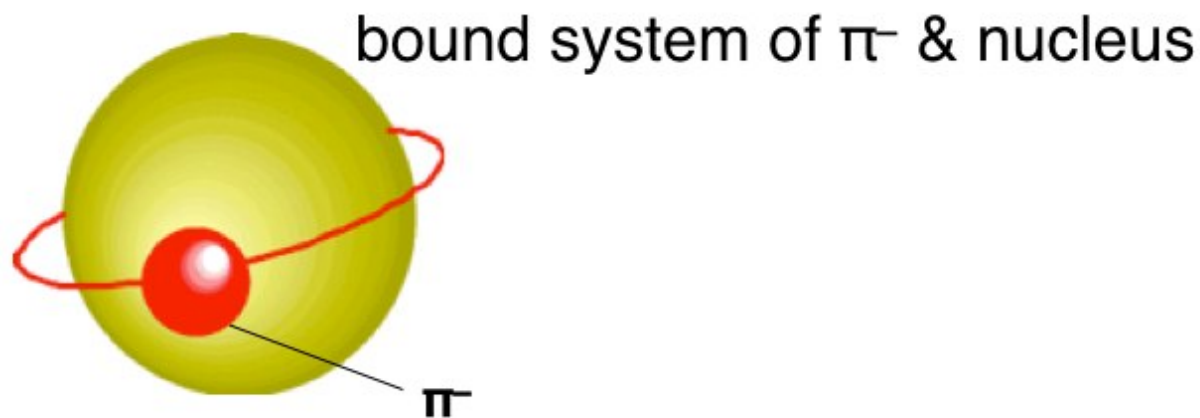 bound system of π⁻ & nucleus
π⁻